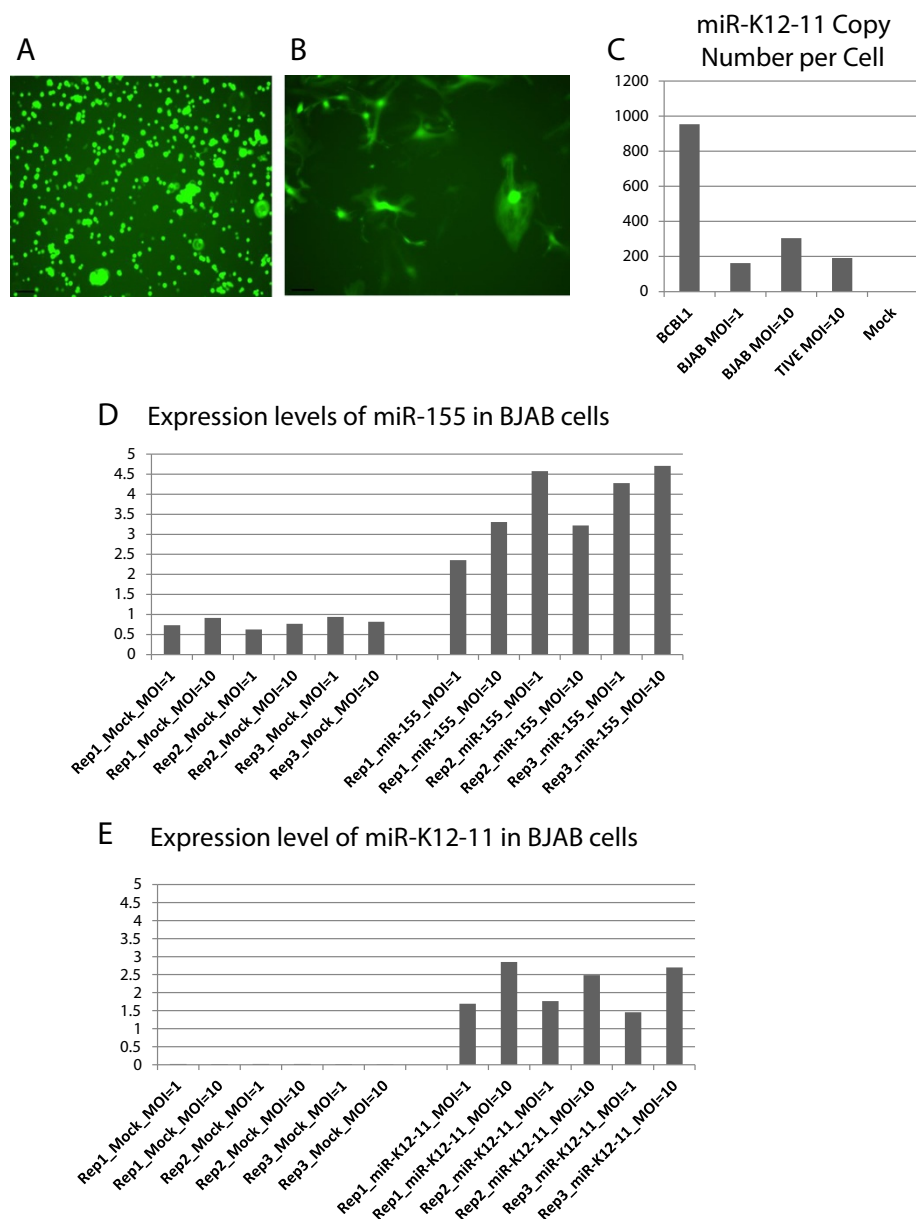 A
B
C
miR-K12-11 Copy
Number per Cell
1200
1000
800
600
400
200
0
BCBL1
BJAB MOI=1
BJAB MOI=10
TIVE MOI=10
Mock
D Expression levels of miR-155 in BJAB cells
5
4.5
4
3.5
3
2.5
2
1.5
1
0.5
0
Rep1_Mock_MOI=1
Rep1_Mock_MOI=10
Rep2_Mock_MOI=1
Rep2_Mock_MOI=10
Rep3_Mock_MOI=1
Rep3_Mock_MOI=10
Rep1_miR-155_MOI=1
Rep1_miR-155_MOI=10
Rep2_miR-155_MOI=1
Rep2_miR-155_MOI=10
Rep3_miR-155_MOI=1
Rep3_miR-155_MOI=10
E Expression level of miR-K12-11 in BJAB cells
5
4.5
4
3.5
3
2.5
2
1.5
1
0.5
0
Rep1_Mock_MOI=1
Rep1_Mock_MOI=10
Rep2_Mock_MOI=1
Rep2_Mock_MOI=10
Rep3_Mock_MOI=1
Rep3_Mock_MOI=10
Rep1_miR-K12-11_MOI=1
Rep1_miR-K12-11_MOI=10
Rep2_miR-K12-11_MOI=1
Rep2_miR-K12-11_MOI=10
Rep3_miR-K12-11_MOI=1
Rep3_miR-K12-11_MOI=10